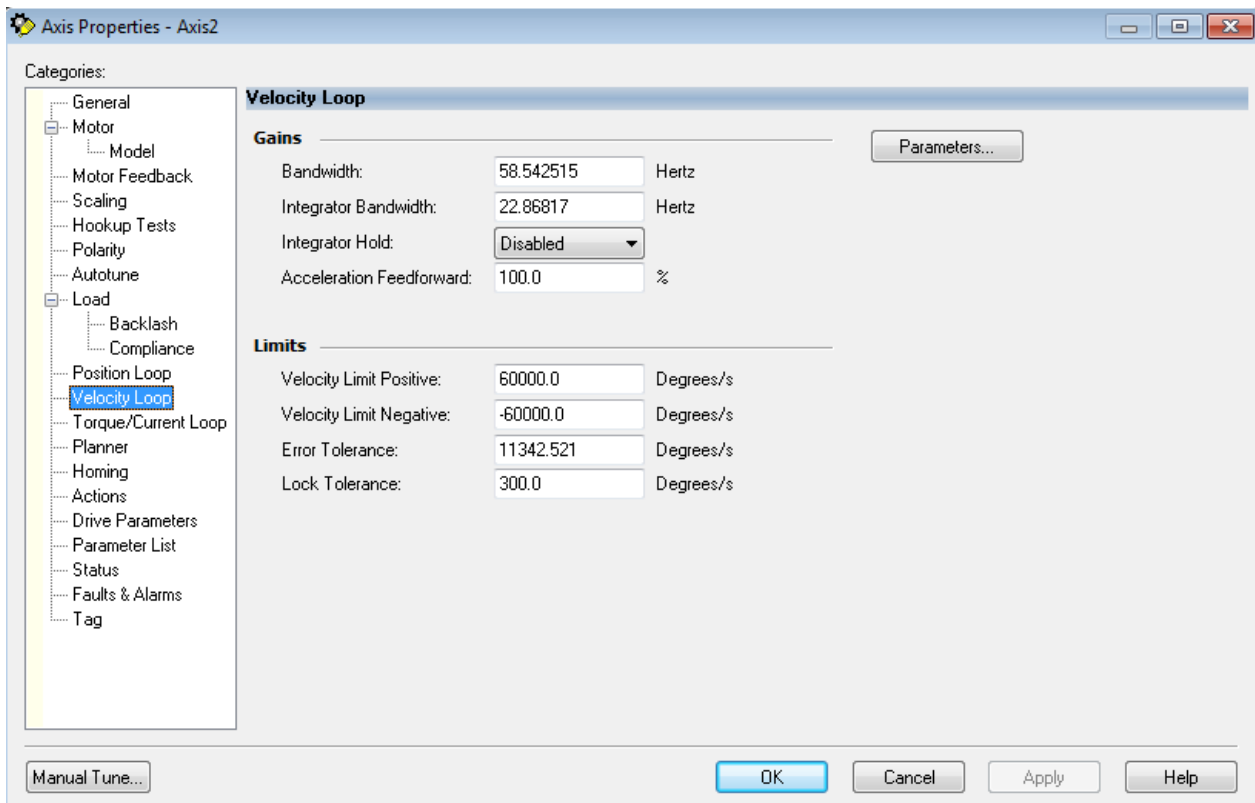 Axis Properties - Axis2
Categories:
General
Motor
Model
Motor Feedback
Scaling
Hookup Tests
Polarity
Autotune
Load
Backlash
Compliance
Position Loop
Velocity Loop
Torque/Current Loop
Planner
Homing
Actions
Drive Parameters
Parameter List
Status
Faults & Alarms
Tag
Velocity Loop
Gains
Parameters...
Bandwidth: 58.542515 Hertz
Integrator Bandwidth: 22.86817 Hertz
Integrator Hold: Disabled
Acceleration Feedforward: 100.0 %
Limits
Velocity Limit Positive: 60000.0 Degrees/s
Velocity Limit Negative: -60000.0 Degrees/s
Error Tolerance: 11342.521 Degrees/s
Lock Tolerance: 300.0 Degrees/s
Manual Tune... OK Cancel Apply Help